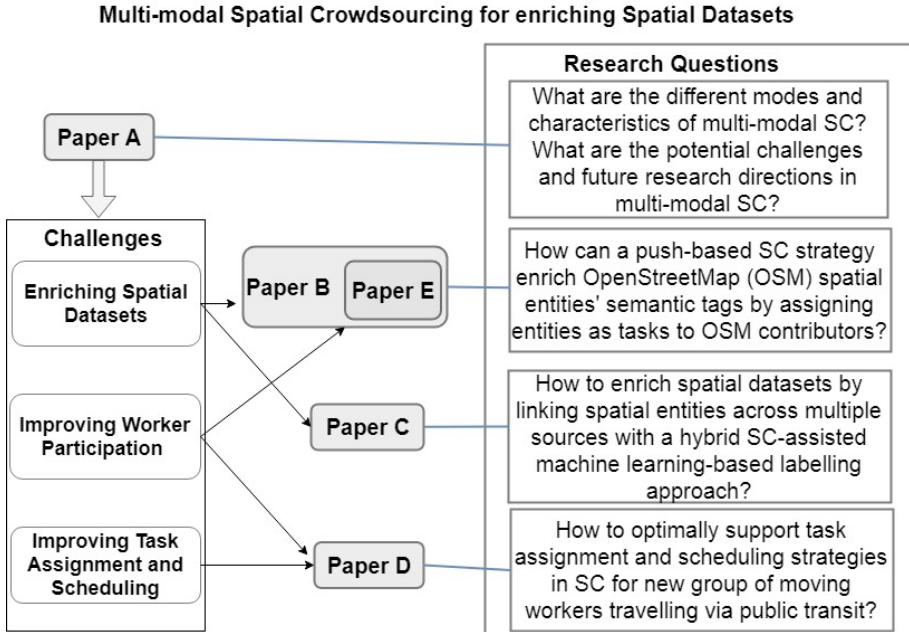 Multi-modal Spatial Crowdsourcing for enriching Spatial Datasets
Research Questions
Paper A
What are the different modes and
characteristics of multi-modal SC?
What are the potential challenges
and future research directions in
multi-modal SC?
Challenges
Enriching Spatial
Datasets
Paper B
Paper E
How can a push-based SC strategy
enrich OpenStreetMap (OSM) spatial
entities' semantic tags by assigning
entities as tasks to OSM contributors?
Improving Worker
Participation
Paper C
How to enrich spatial datasets by
linking spatial entities across multiple
sources with a hybrid SC-assisted
machine learning-based labelling
approach?
Improving Task
Assignment and
Scheduling
Paper D
How to optimally support task
assignment and scheduling strategies
in SC for new group of moving
workers travelling via public transit?